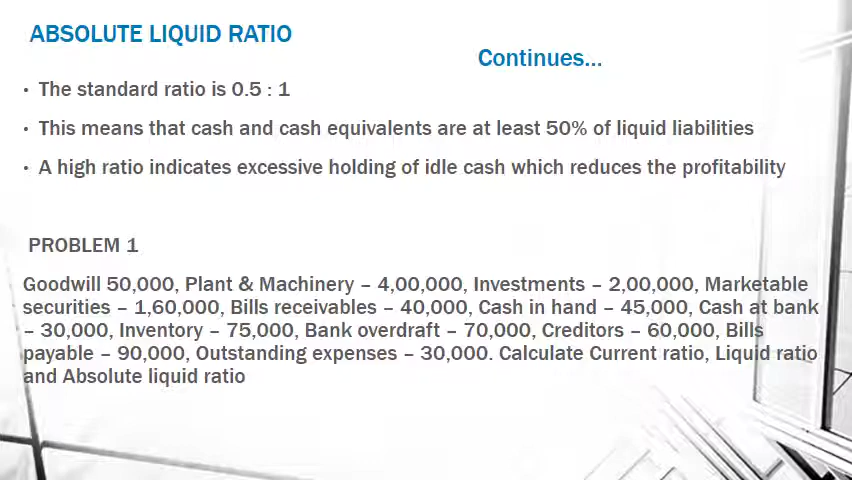 ABSOLUTE LIQUID RATIO
Continues...
• The standard ratio is 0.5 : 1
• This means that cash and cash equivalents are at least 50% of liquid liabilities
• A high ratio indicates excessive holding of idle cash which reduces the profitability
PROBLEM 1
Goodwill 50,000, Plant & Machinery – 4,00,000, Investments – 2,00,000, Marketable
securities – 1,60,000, Bills receivables – 40,000, Cash in hand – 45,000, Cash at bank
– 30,000, Inventory – 75,000, Bank overdraft – 70,000, Creditors – 60,000, Bills
payable – 90,000, Outstanding expenses – 30,000. Calculate Current ratio, Liquid ratio
and Absolute liquid ratio